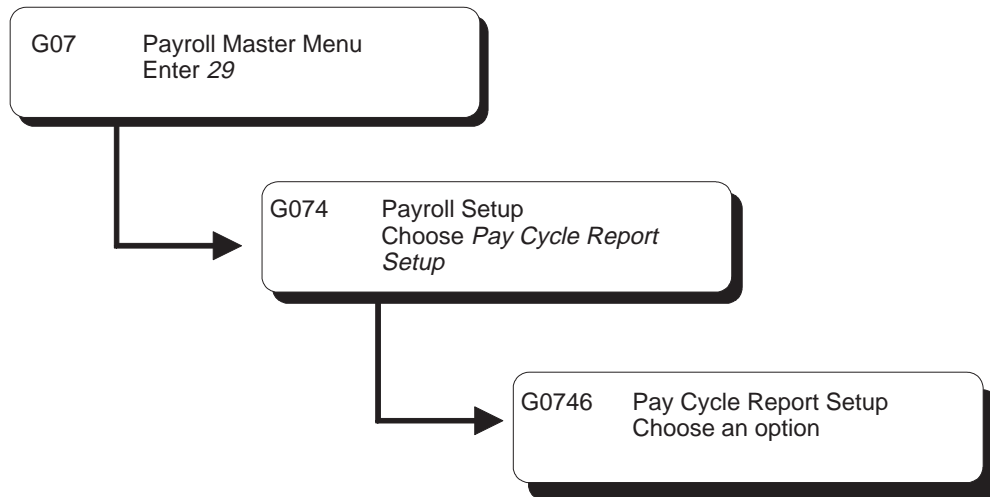 G07 Payroll Master Menu
Enter 29
G074 Payroll Setup
Choose Pay Cycle Report
Setup
G0746 Pay Cycle Report Setup
Choose an option